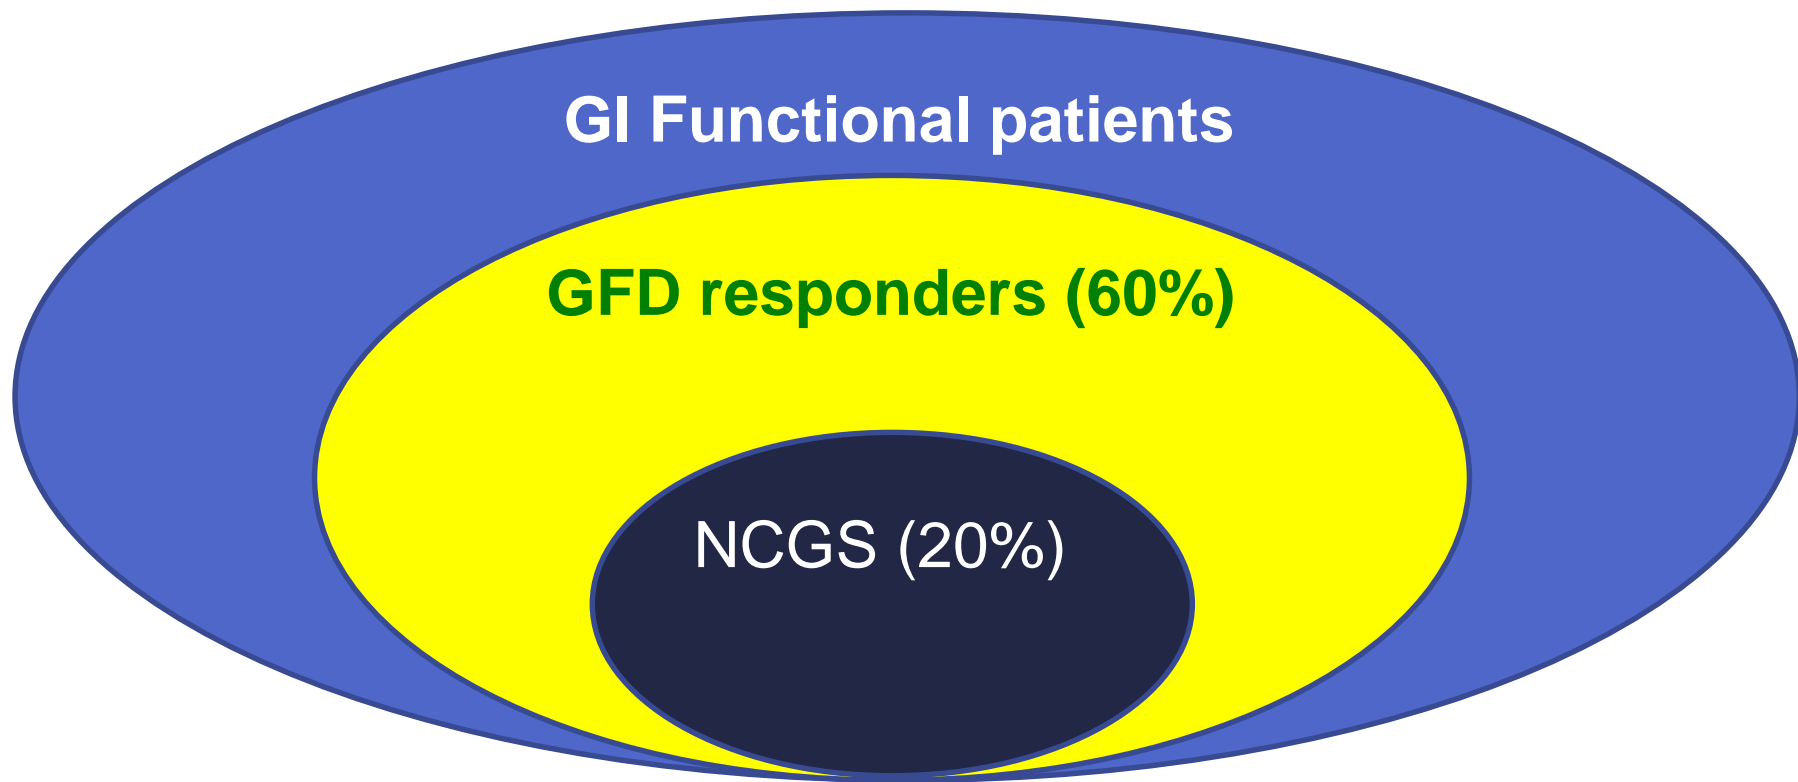 GI Functional patients
GFD responders (60%)
NCGS (20%)